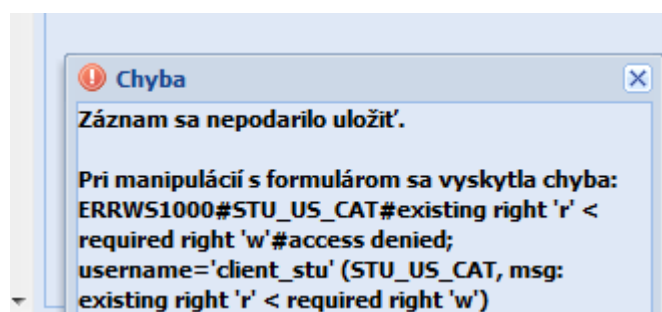 Chyba
Záznam sa nepodarilo uložiť.
Pri manipulácií s formulárom sa vyskytla chyba:
ERRWS1000#STU_US_CAT#existing right 'r' <
required right 'w'#access denied;
username='client_stu' (STU_US_CAT, msg:
existing right 'r' < required right 'w')